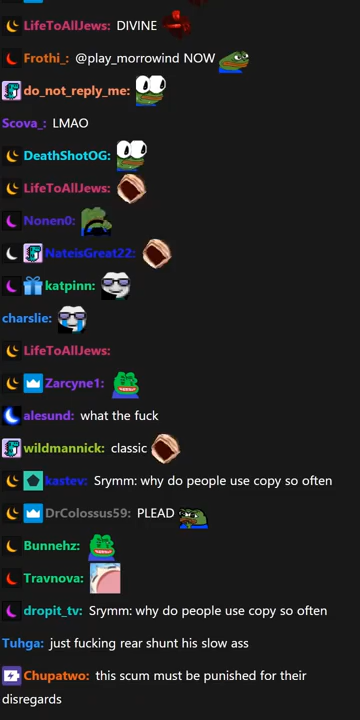 LifeToAllJews: DIVINE
Frothi_: @play_morrowind NOW
do_not_reply_me:
Scova_: LMAO
DeathShotOG:
LifeToAllJews:
Nonen0:
NateisGreat22:
katpinn:
charslie:
LifeToAllJews:
Zarcyne1:
alesund: what the fuck
wildmannick: classic
kastev: Srymm: why do people use copy so often
DrColossus59: PLEAD
Bunnehz:
Travnova:
dropit_tv: Srymm: why do people use copy so often
Tuhga: just fucking rear shunt his slow ass
Chupatwo: this scum must be punished for their
disregards